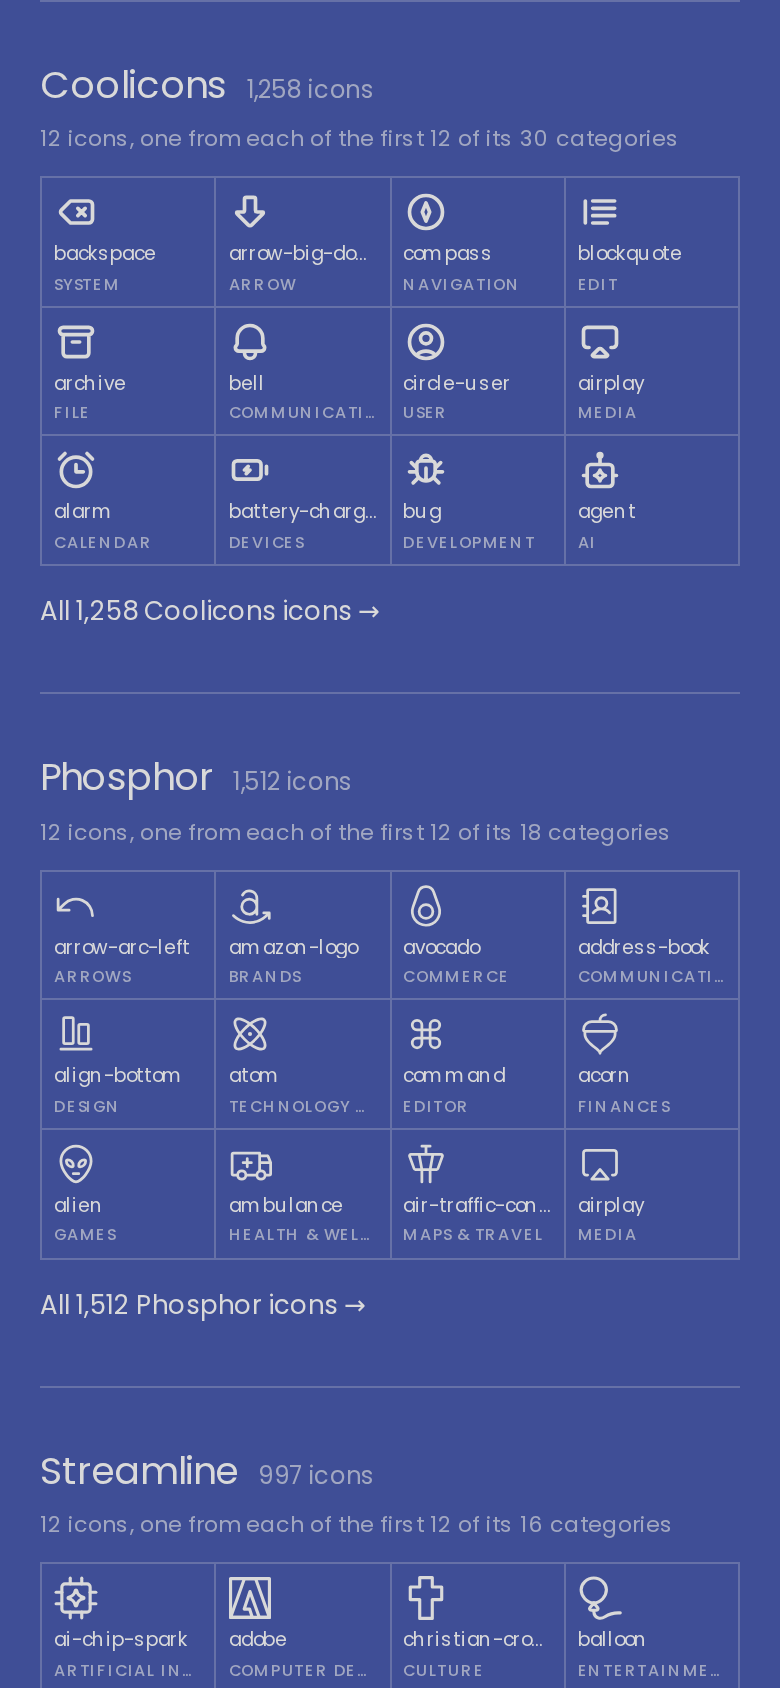 Coolicons 1,258 icons
12 icons, one from each of the first 12 of its 30 categories
backspace arrow-big-do... compass blockquote
SYSTEM ARROW NAVIGATION EDIT
archive bell circle-user airplay
FILE COMMUNICATI... USER MEDIA
alarm battery-charg... bug agent
CALENDAR DEVICES DEVELOPMENT AI
All 1,258 Coolicons icons →
Phosphor 1,512 icons
12 icons, one from each of the first 12 of its 18 categories
arrow-arc-left amazon-logo avocado address-book
ARROWS BRANDS COMMERCE COMMUNICATI...
align-bottom atom command acorn
DESIGN TECHNOLOGY ... EDITOR FINANCES
alien ambulance air-traffic-con... airplay
GAMES HEALTH & WEL... MAPS & TRAVEL MEDIA
All 1,512 Phosphor icons →
Streamline 997 icons
12 icons, one from each of the first 12 of its 16 categories
ai-chip-spark adobe christian-cro... balloon
ARTIFICIAL IN... COMPUTER DE... CULTURE ENTERTAINME...